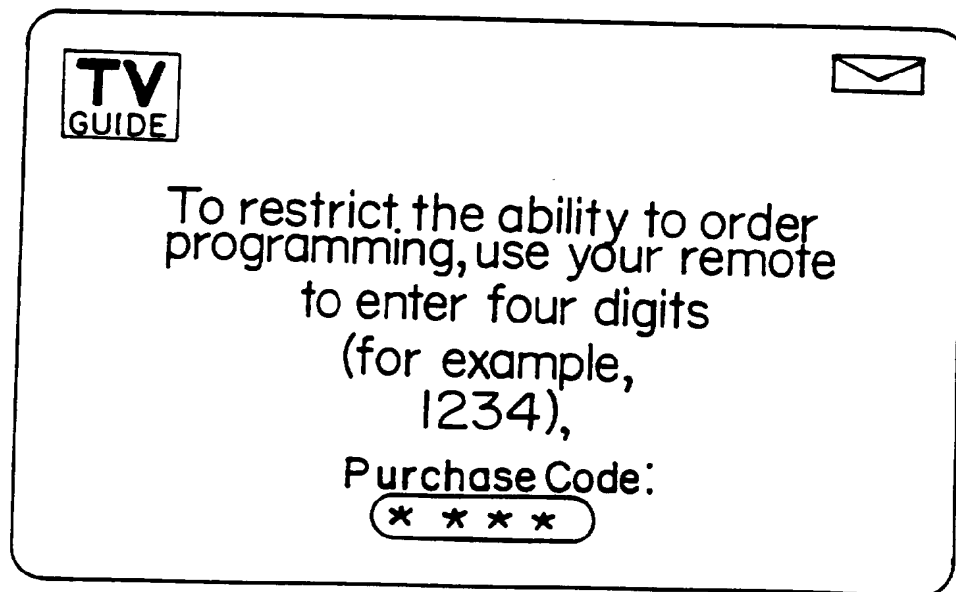 TV
GUIDE
To restrict the ability to order
programming, use your remote
to enter four digits
(for example,
1234),
Purchase Code:
* * * *